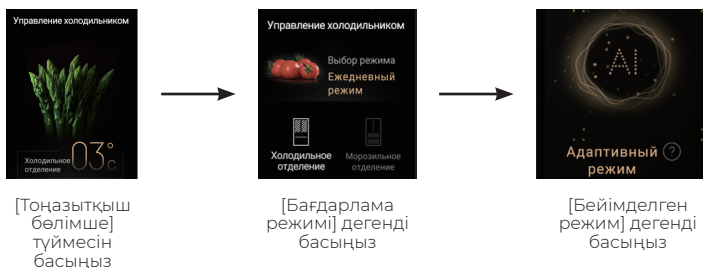 Управление холодильником
Холодильное
отделение
03°C
Управление холодильником
Выбор режима
Ежедневный
режим
Холодильное
отделение
Морозильное
отделение
AI
Адаптивный ?
режим
[Тоңазытқыш
бөлімше]
түймесін
басыңыз
[Бағдарлама
режимі] дегенді
басыңыз
[Бейімделген
режим] дегенді
басыңыз